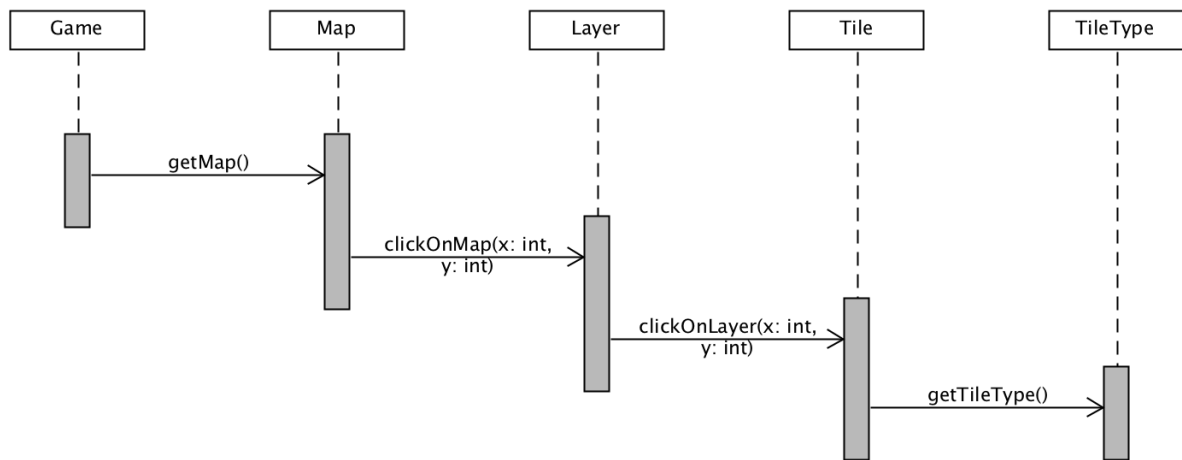 Game
Map
Layer
Tile
TileType
getMap()
clickOnMap(x: int,
y: int)
clickOnLayer(x: int,
y: int)
getTileType()